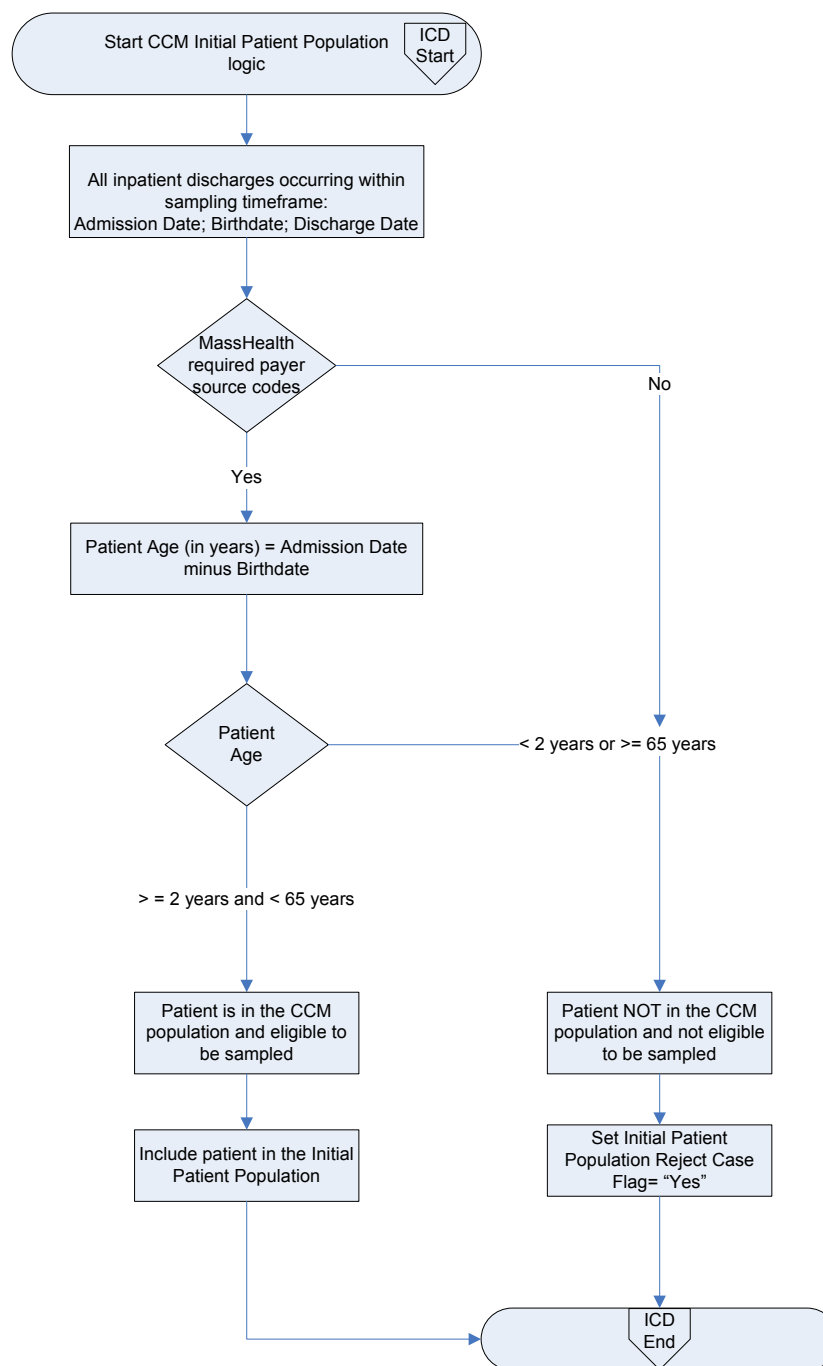 Start CCM Initial Patient Population
logic
ICD
Start
All inpatient discharges occurring within
sampling timeframe:
Admission Date; Birthdate; Discharge Date
MassHealth
required payer
source codes
No
Yes
Patient Age (in years) = Admission Date
minus Birthdate
Patient
Age
< 2 years or >= 65 years
> = 2 years and < 65 years
Patient is in the CCM
population and eligible to
be sampled
Patient NOT in the CCM
population and not eligible
to be sampled
Include patient in the Initial
Patient Population
Set Initial Patient
Population Reject Case
Flag= “Yes”
ICD
End